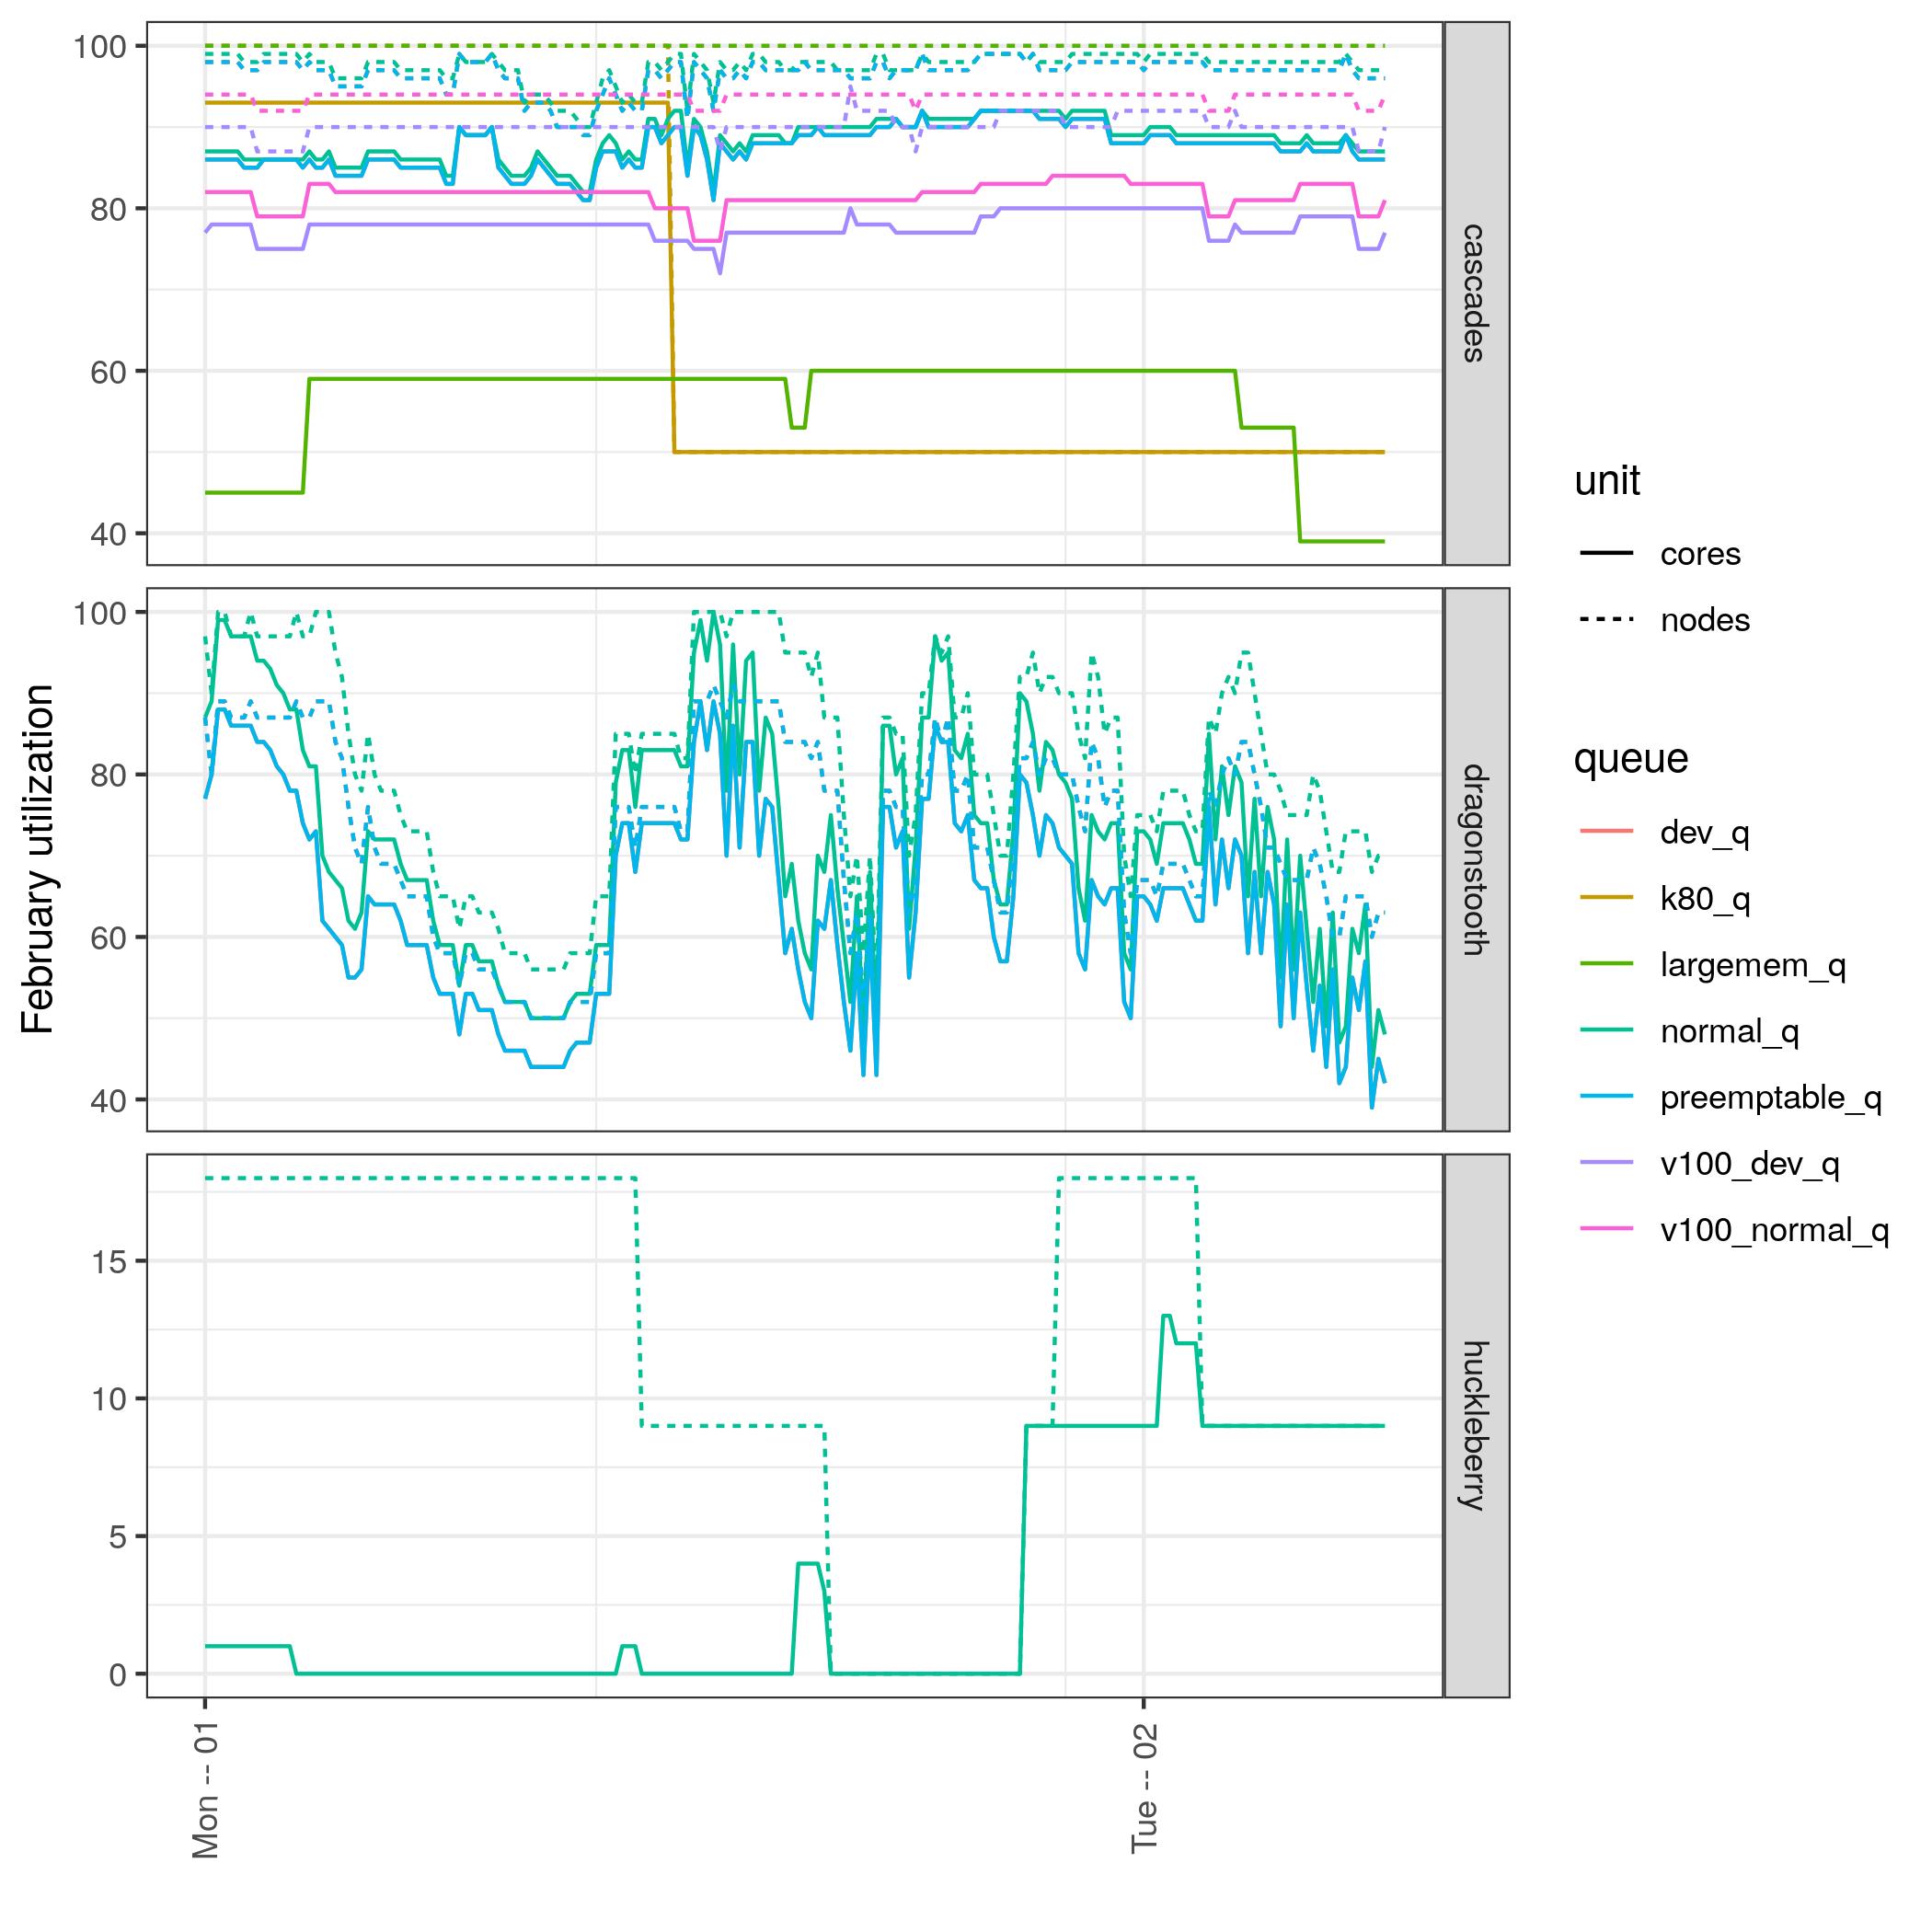 February utilization
100
80
60
40
cascades
100
80
60
40
dragonstooth
15
10
5
0
huckleberry
Mon -- 01
Tue -- 02
unit
cores
nodes
queue
dev_q
k80_q
largemem_q
normal_q
preemptable_q
v100_dev_q
v100_normal_q